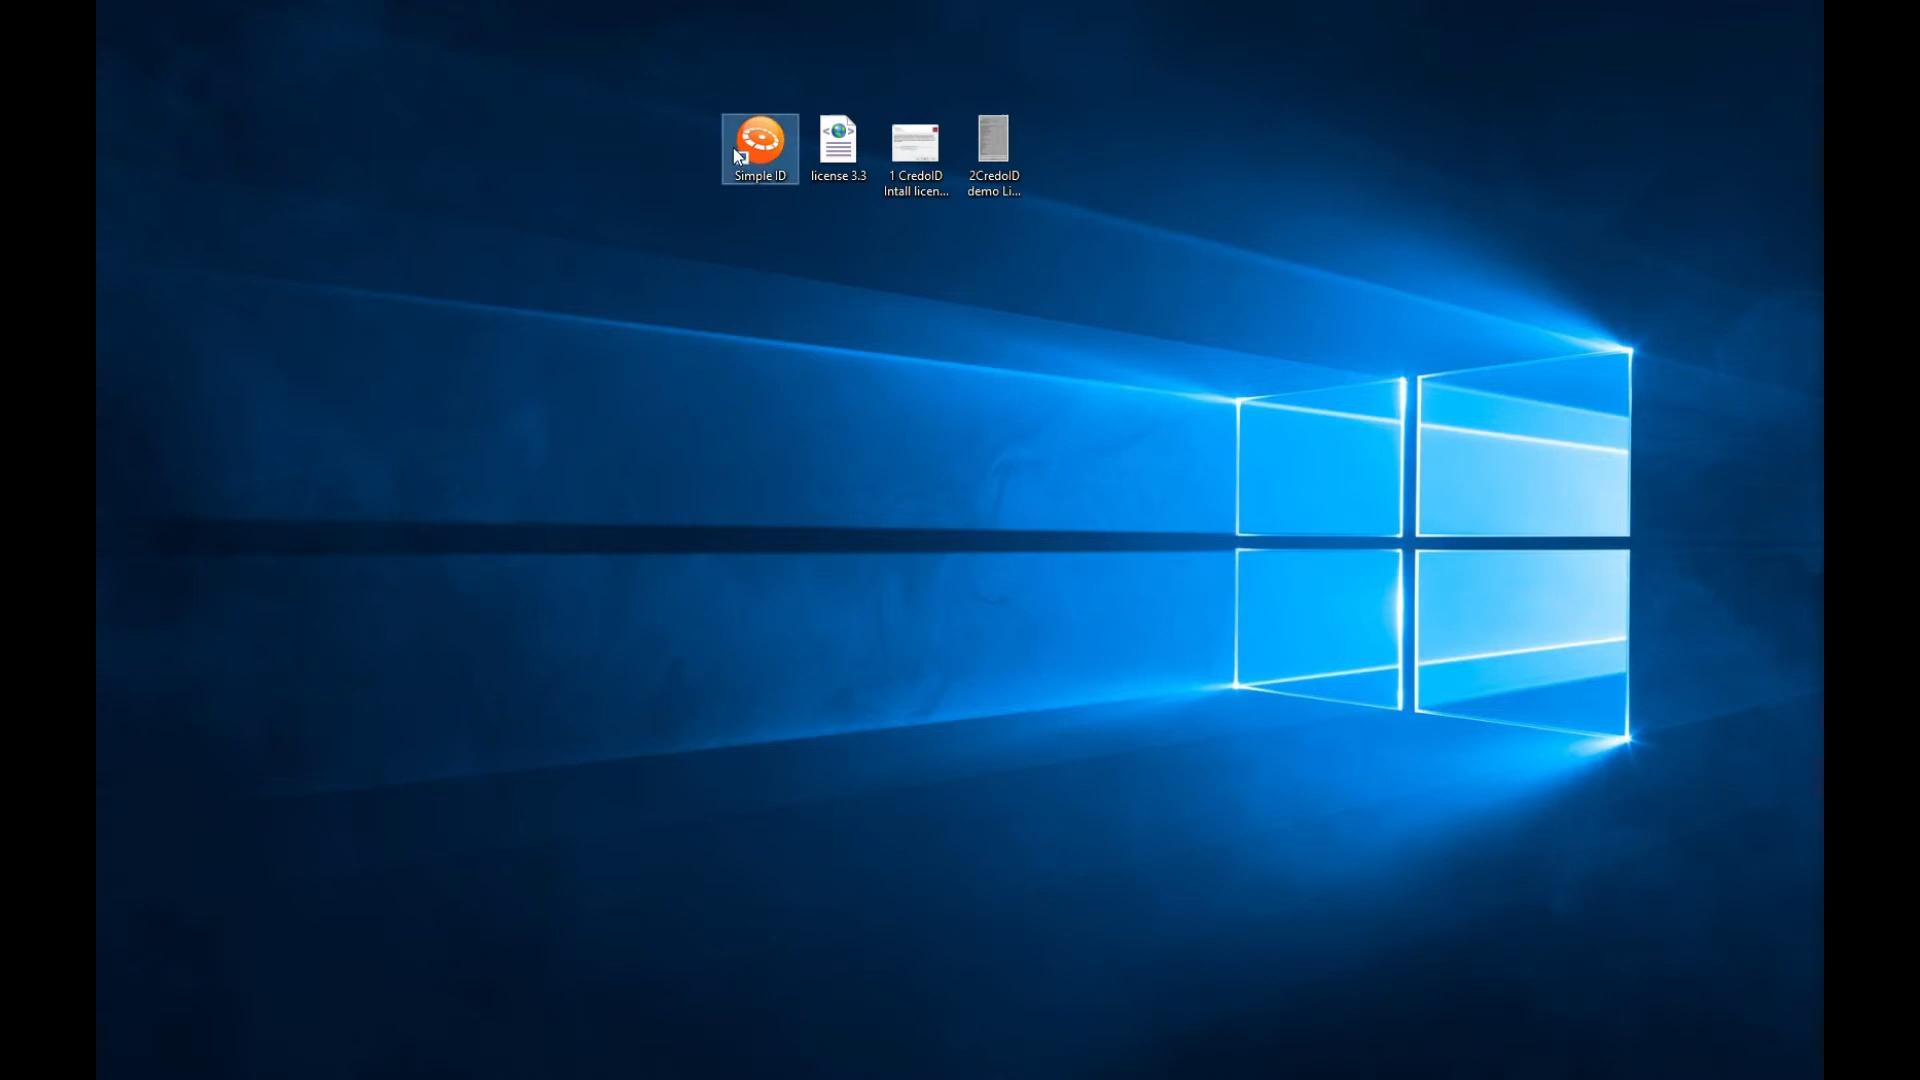 Simple ID
license 3.3
1 CredoID
Intall licen...
2CredoID
demo Li...